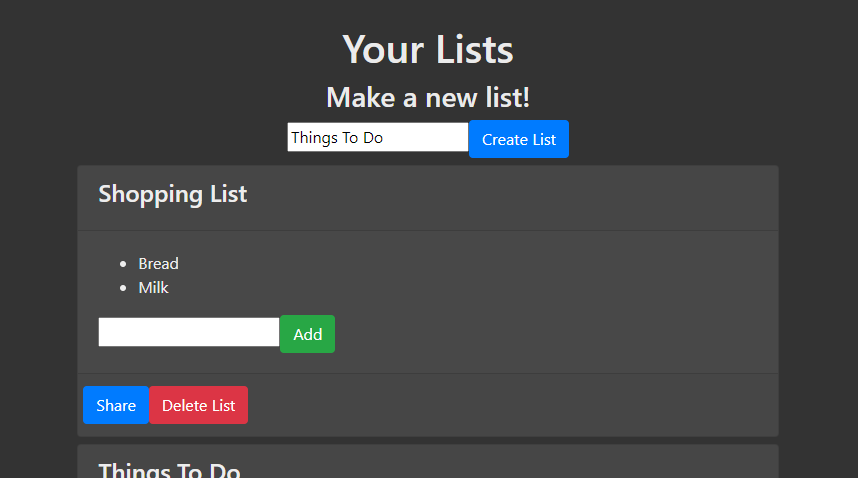 Your Lists
Make a new list!
Things To Do Create List
Shopping List
Bread
Milk
Add
Share Delete List
Things To Do